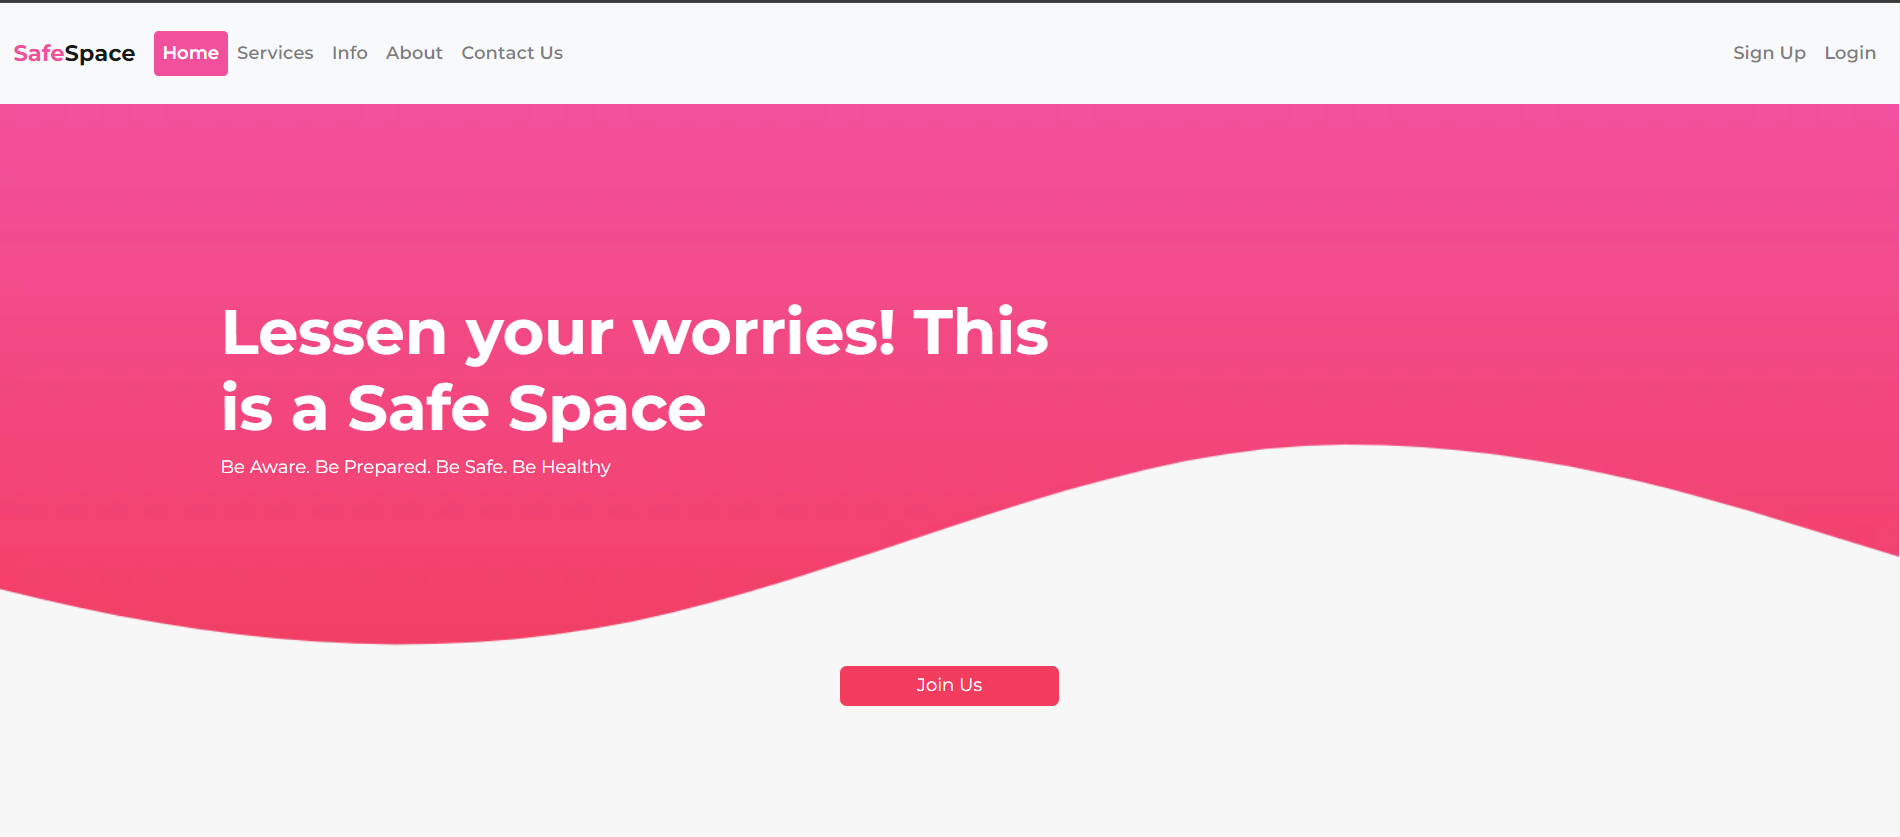 SafeSpace Home Services Info About Contact Us Sign Up Login
Lessen your worries! This
is a Safe Space
Be Aware. Be Prepared. Be Safe. Be Healthy
Join Us